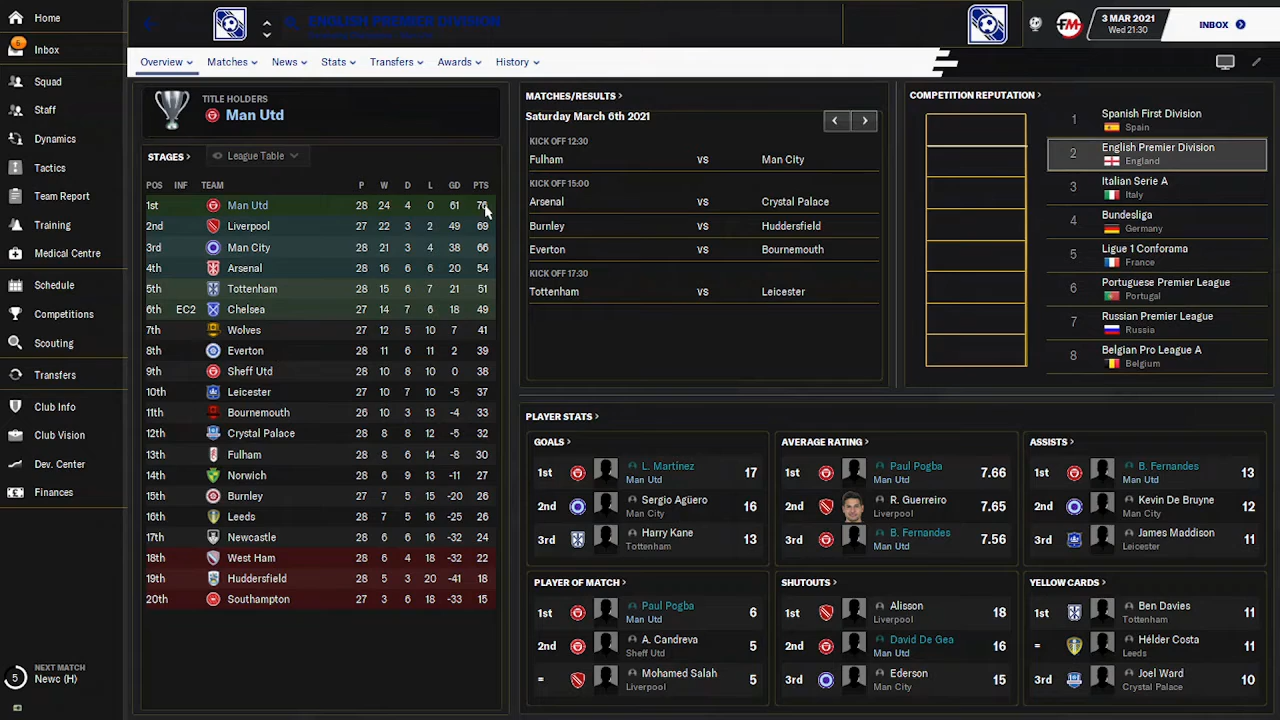 Home
Inbox
6
Squad
Staff
Dynamics
Tactics
Team Report
Training
Medical Centre
Schedule
Competitions
Scouting
Transfers
Club Info
Club Vision
Dev. Center
Finances
NEXT MATCH
5 Newc (H)
ENGLISH PREMIER DIVISION
FM
3 MAR 2021
Wed 21:30
INBOX
Overview Matches News Stats Transfers Awards History
TITLE HOLDERS
Man Utd
STAGES > League Table
POS INF TEAM P W D L GD PTS
1st Man Utd 28 24 4 0 61 76
2nd Liverpool 27 22 3 2 49 69
3rd Man City 28 21 3 4 38 66
4th Arsenal 28 16 6 6 20 54
5th Tottenham 28 15 6 7 21 51
6th EC2 Chelsea 27 14 7 6 18 49
7th Wolves 27 12 5 10 7 41
8th Everton 28 11 6 11 2 39
9th Sheff Utd 28 10 8 10 0 38
10th Leicester 27 10 7 10 -5 37
11th Bournemouth 26 10 3 13 -4 33
12th Crystal Palace 28 8 8 12 -5 32
13th Fulham 28 8 6 14 -8 30
14th Norwich 28 6 9 13 -11 27
15th Burnley 27 7 5 15 -20 26
16th Leeds 28 7 5 16 -25 26
17th Newcastle 28 6 6 16 -32 24
18th West Ham 28 6 4 18 -32 22
19th Huddersfield 28 5 3 20 -41 18
20th Southampton 27 3 6 18 -33 15
MATCHES/RESULTS >
Saturday March 6th 2021
KICK OFF 12:30
Fulham VS Man City
KICK OFF 15:00
Arsenal VS Crystal Palace
Burnley VS Huddersfield
Everton VS Bournemouth
KICK OFF 17:30
Tottenham VS Leicester
COMPETITION REPUTATION >
1 Spanish First Division
Spain
2 English Premier Division
England
3 Italian Serie A
Italy
4 Bundesliga
Germany
5 Ligue 1 Conforama
France
6 Portuguese Premier League
Portugal
7 Russian Premier League
Russia
8 Belgian Pro League A
Belgium
PLAYER STATS >
GOALS >
1st L. Martínez 17
Man Utd
2nd Sergio Agüero 16
Man City
3rd Harry Kane 13
Tottenham
AVERAGE RATING >
1st Paul Pogba 7.66
Man Utd
2nd R. Guerreiro 7.65
Liverpool
3rd B. Fernandes 7.56
Man Utd
ASSISTS >
1st B. Fernandes 13
Man Utd
2nd Kevin De Bruyne 12
Man City
3rd James Maddison 11
Leicester
PLAYER OF MATCH >
1st Paul Pogba 6
Man Utd
2nd A. Candreva 5
Sheff Utd
= Mohamed Salah 5
Liverpool
SHUTOUTS >
1st Alisson 18
Liverpool
2nd David De Gea 16
Man Utd
3rd Ederson 15
Man City
YELLOW CARDS >
1st Ben Davies 11
Tottenham
= Hélder Costa 11
Leeds
3rd Joel Ward 10
Crystal Palace